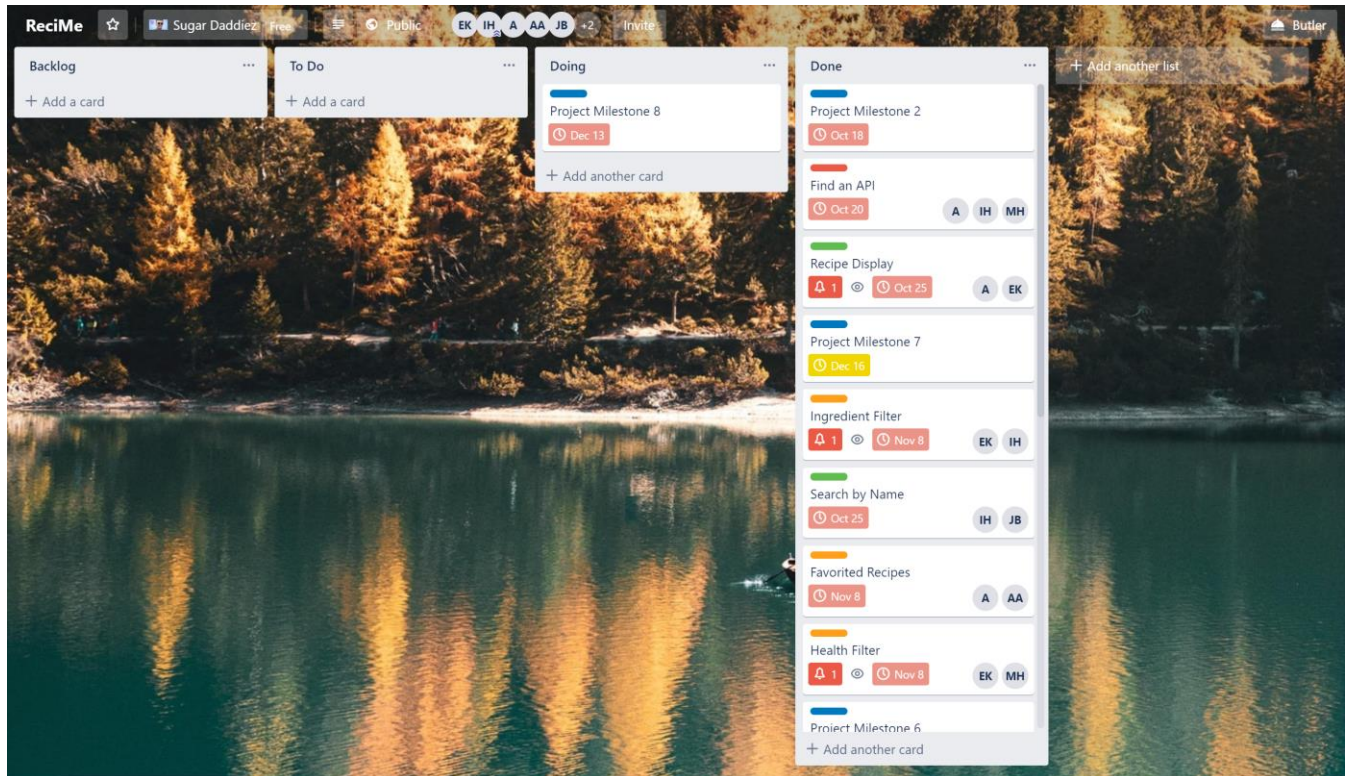 ReciMe Sugar Daddiez Free Public EK IH A AA JB +2 Invite Butler
Backlog
+ Add a card
To Do
+ Add a card
Doing
Project Milestone 8
Dec 13
+ Add another card
Done
Project Milestone 2
Oct 18
Find an API
Oct 20 A IH MH
Recipe Display
1 Oct 25 A EK
Project Milestone 7
Dec 16
Ingredient Filter
1 Nov 8 EK IH
Search by Name
Oct 25 IH JB
Favorited Recipes
Nov 8 A AA
Health Filter
1 Nov 8 EK MH
Project Milestone 6
+ Add another card
+ Add another list